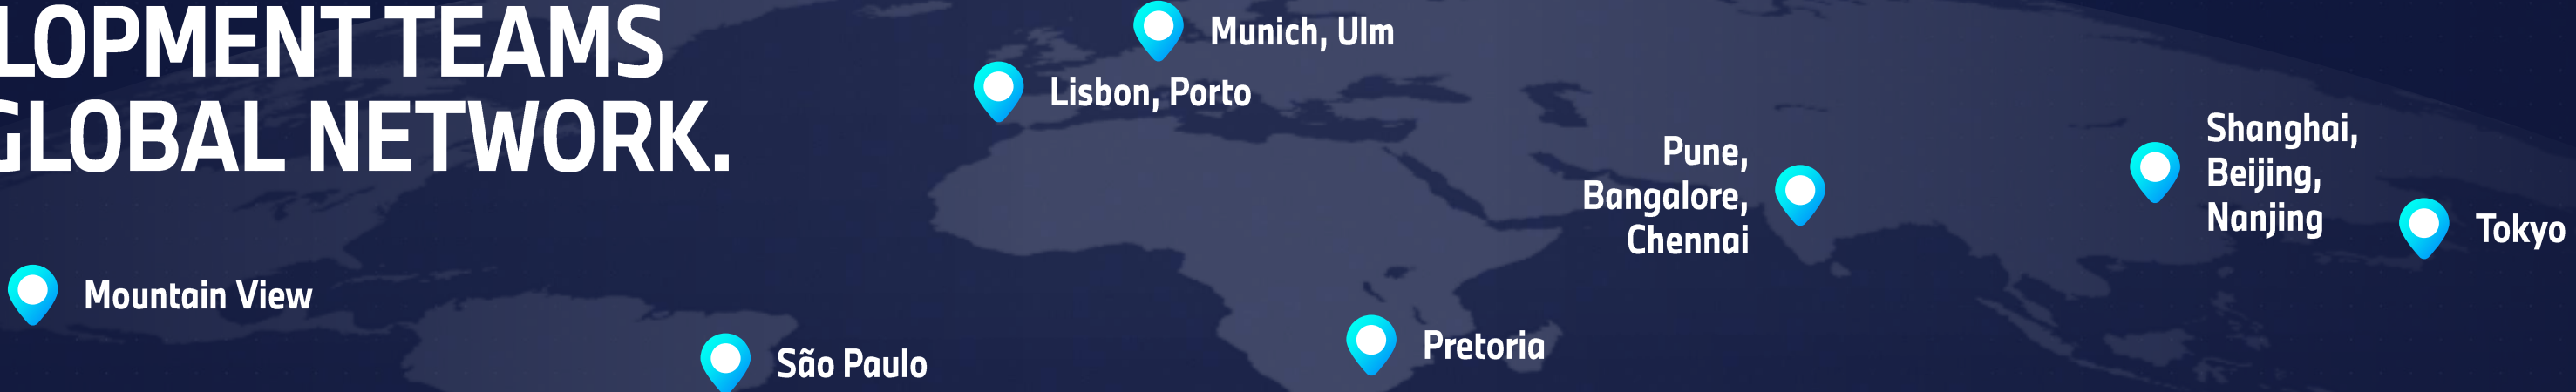 LOPMENT TEAMS
GLOBAL NETWORK.
Munich, Ulm
Lisbon, Porto
Pune,
Bangalore,
Chennai
Shanghai,
Beijing,
Nanjing
Tokyo
Mountain View
São Paulo
Pretoria